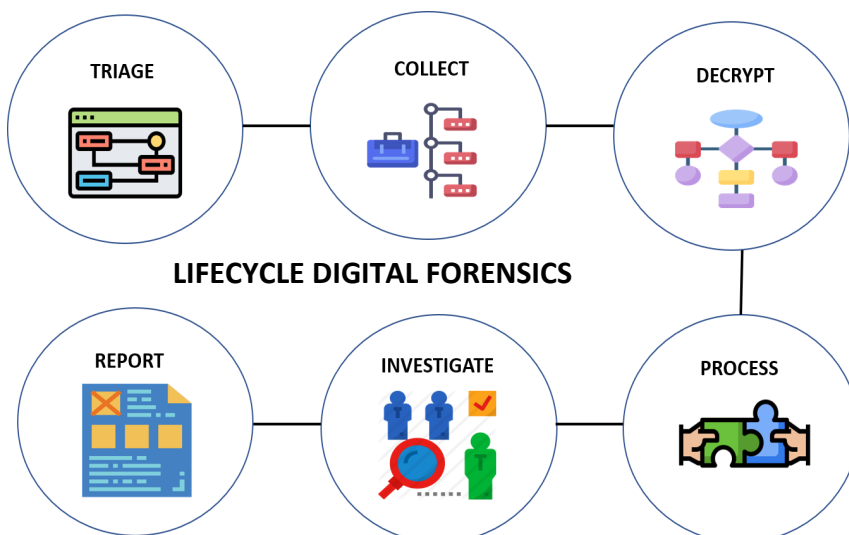 TRIAGE
COLLECT
DECRYPT
LIFECYCLE DIGITAL FORENSICS
REPORT
INVESTIGATE
PROCESS